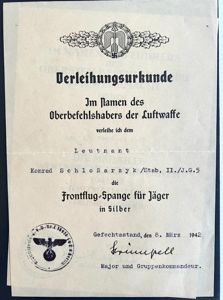 Verleihungsurkunde
Im Namen des
Oberbefehlshabers der Luftwaffe
verleihe ich dem
Leutnant
Konrad Schloßarzyk/Stab, II./J.G.5
die
Frontflug-Spange für Jäger
in Silber
Gefechtsstand, den 8. März 1942
Major und Gruppenkommandeur.